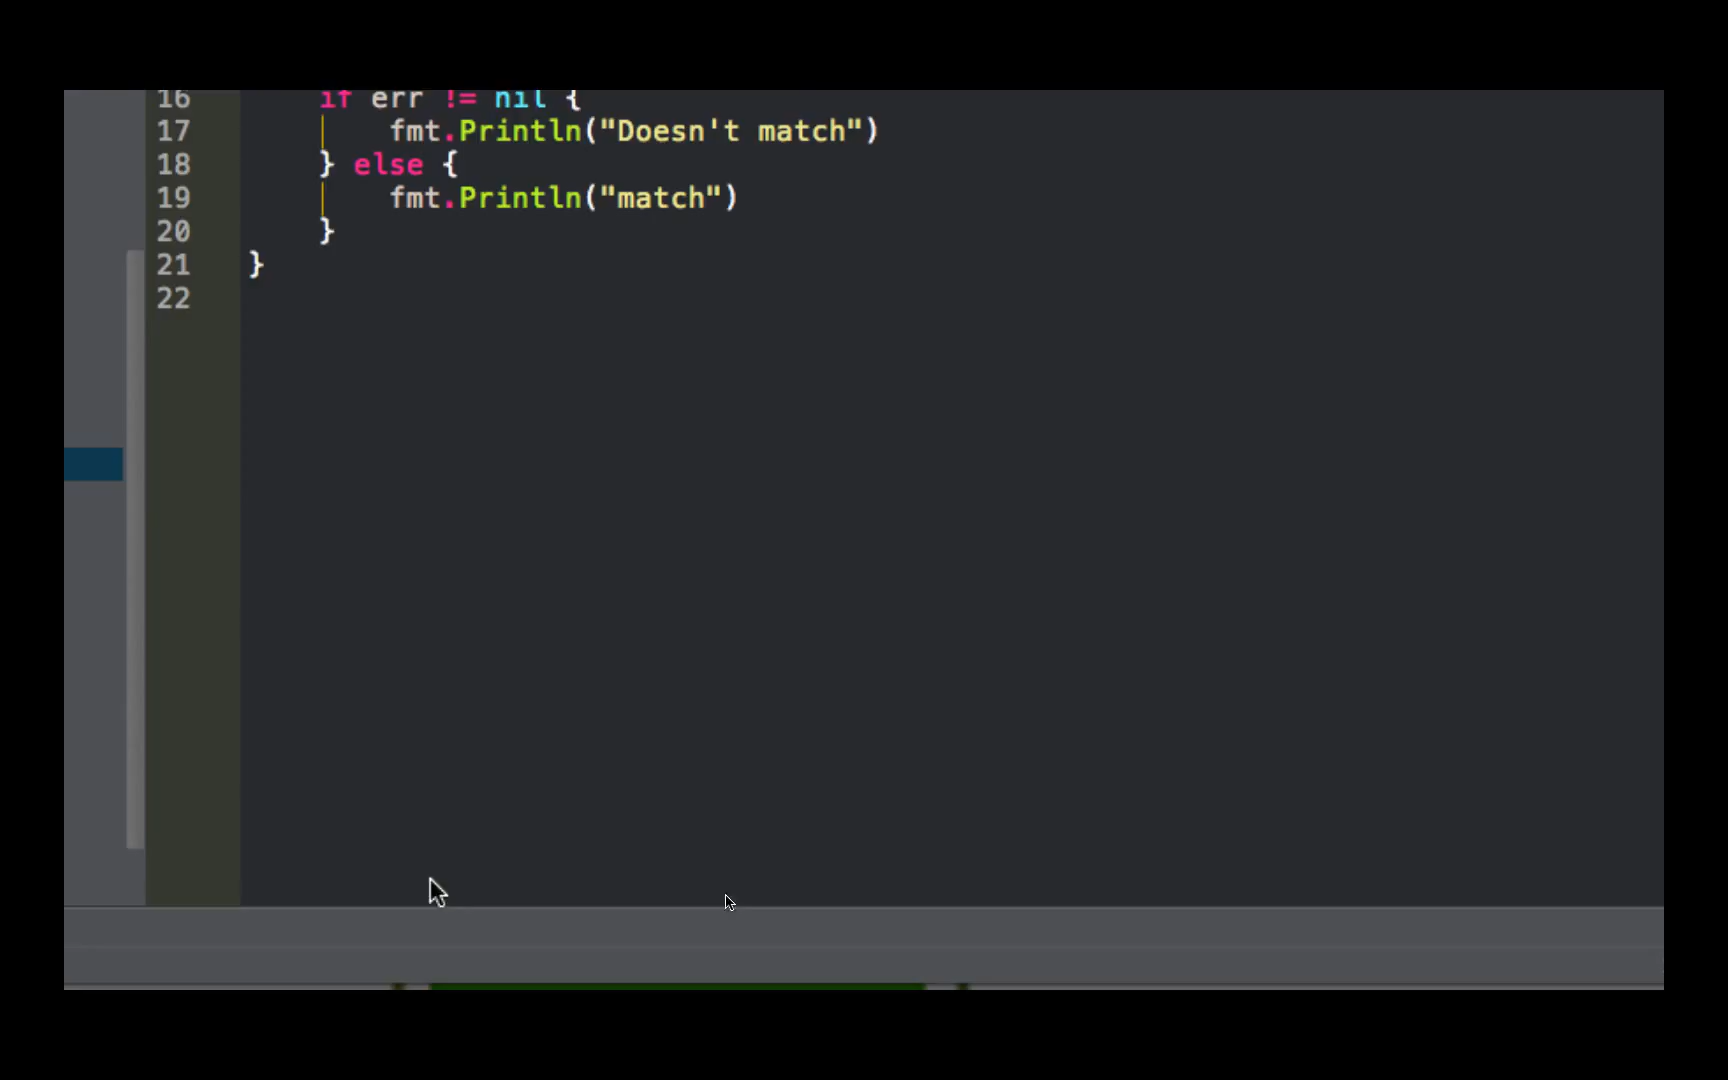 16 if err != nil {
17 fmt.Println("Doesn't match")
18 } else {
19 fmt.Println("match")
20 }
21 }
22